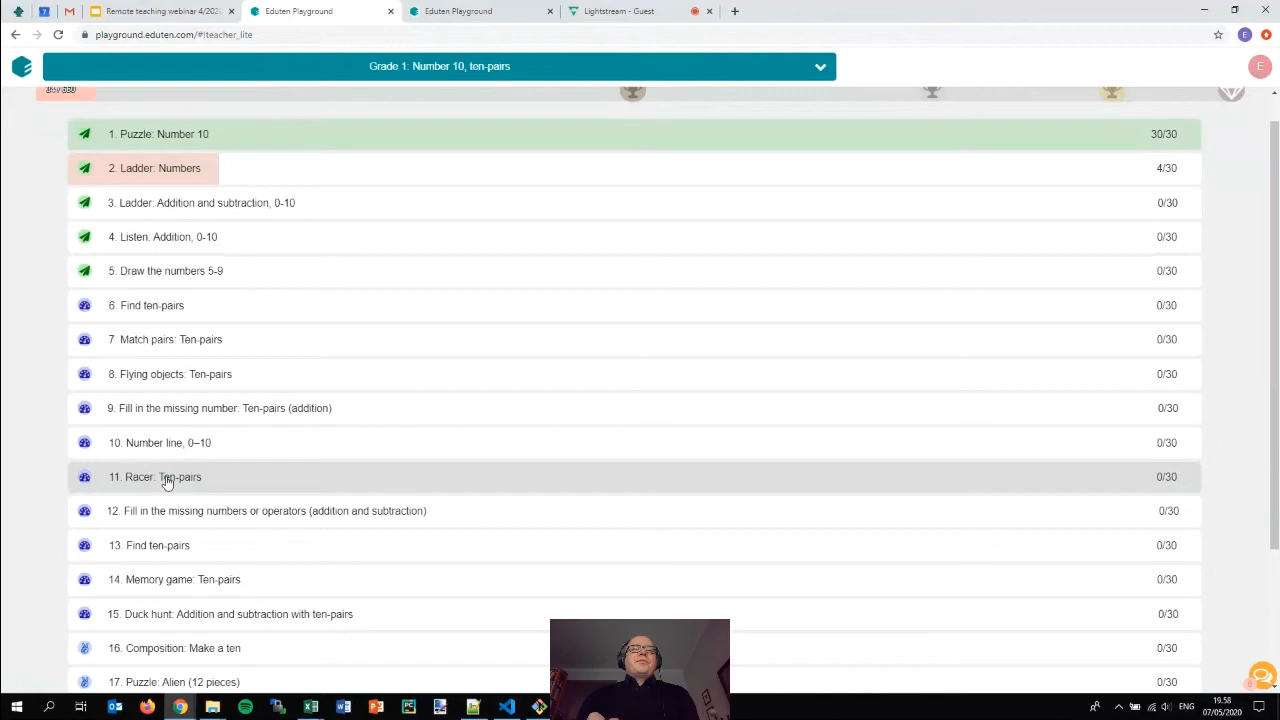 Remote teaching webinar 4/202
Eduten Playground
Eduten Playground
Lightstream - Guest
playground.eduten.com/#lteacher_lite
E
Grade 1: Number 10, ten-pairs
E
1. Puzzle: Number 10 30/30
2. Ladder: Numbers 4/30
3. Ladder: Addition and subtraction, 0-10 0/30
4. Listen: Addition, 0-10 0/30
5. Draw the numbers 5-9 0/30
6. Find ten-pairs 0/30
7. Match pairs: Ten-pairs 0/30
8. Flying objects: Ten-pairs 0/30
9. Fill in the missing number: Ten-pairs (addition) 0/30
10. Number line, 0–10 0/30
11. Racer: Ten-pairs 0/30
12. Fill in the missing numbers or operators (addition and subtraction) 0/30
13. Find ten-pairs 0/30
14. Memory game: Ten-pairs 0/30
15. Duck hunt: Addition and subtraction with ten-pairs 0/30
16. Composition: Make a ten 0/30
17. Puzzle: Alien (12 pieces) 0/30
ENG
19.58
07/05/2020